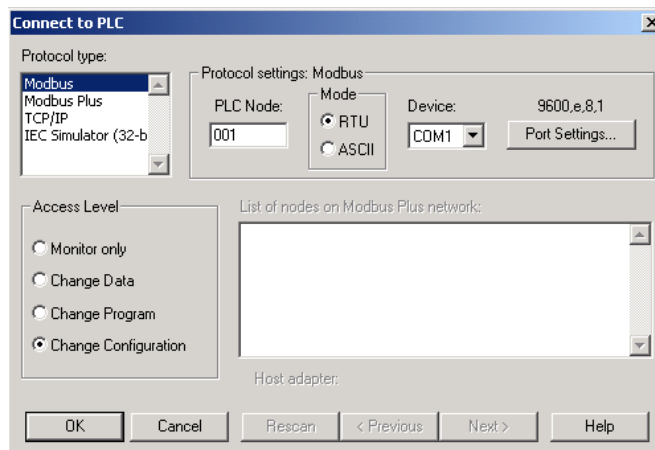 Connect to PLC
Protocol type:
Modbus
Modbus Plus
TCP/IP
IEC Simulator (32-b
Protocol settings: Modbus
PLC Node:
001
Mode
RTU
ASCII
Device:
COM1
9600,e,8,1
Port Settings...
Access Level
Monitor only
Change Data
Change Program
Change Configuration
List of nodes on Modbus Plus network:
Host adapter:
OK
Cancel
Rescan
< Previous
Next >
Help